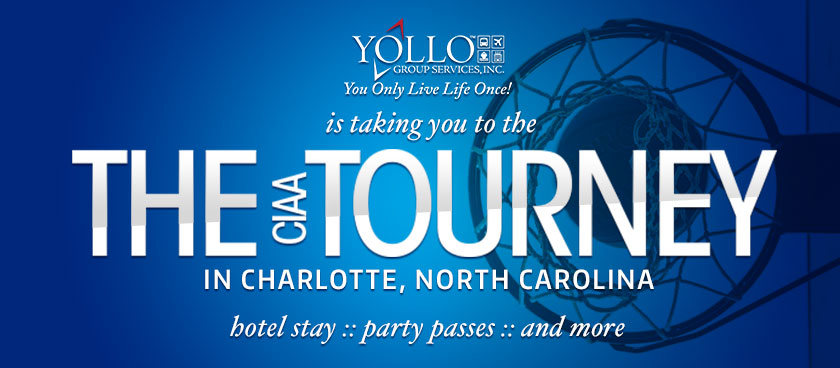 YOLLO™
GROUP SERVICES, INC.
You Only Live Life Once!
is taking you to the
THE CIAA TOURNEY
IN CHARLOTTE, NORTH CAROLINA
hotel stay :: party passes :: and more